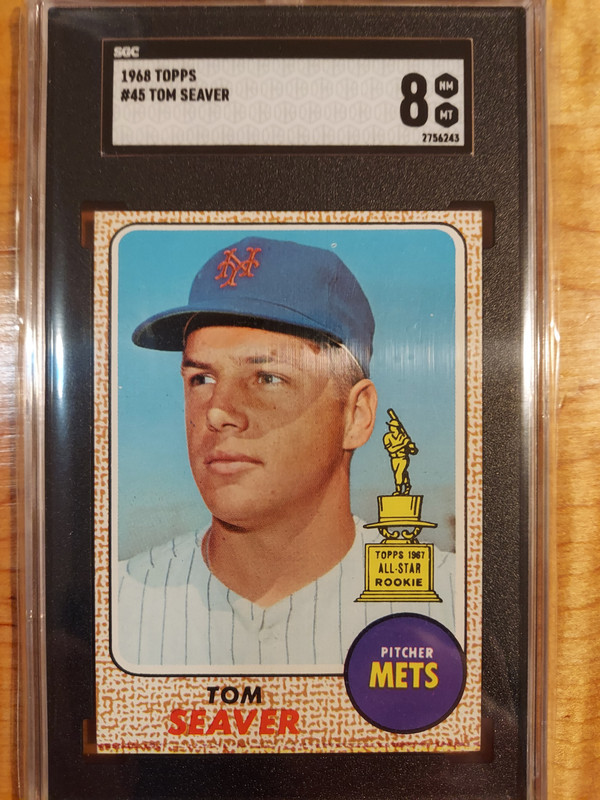 SGC
1968 TOPPS
#45 TOM SEAVER
8
NM
MT
2756243
NY
TOPPS 1967
ALL-STAR
ROOKIE
PITCHER
METS
TOM
SEAVER